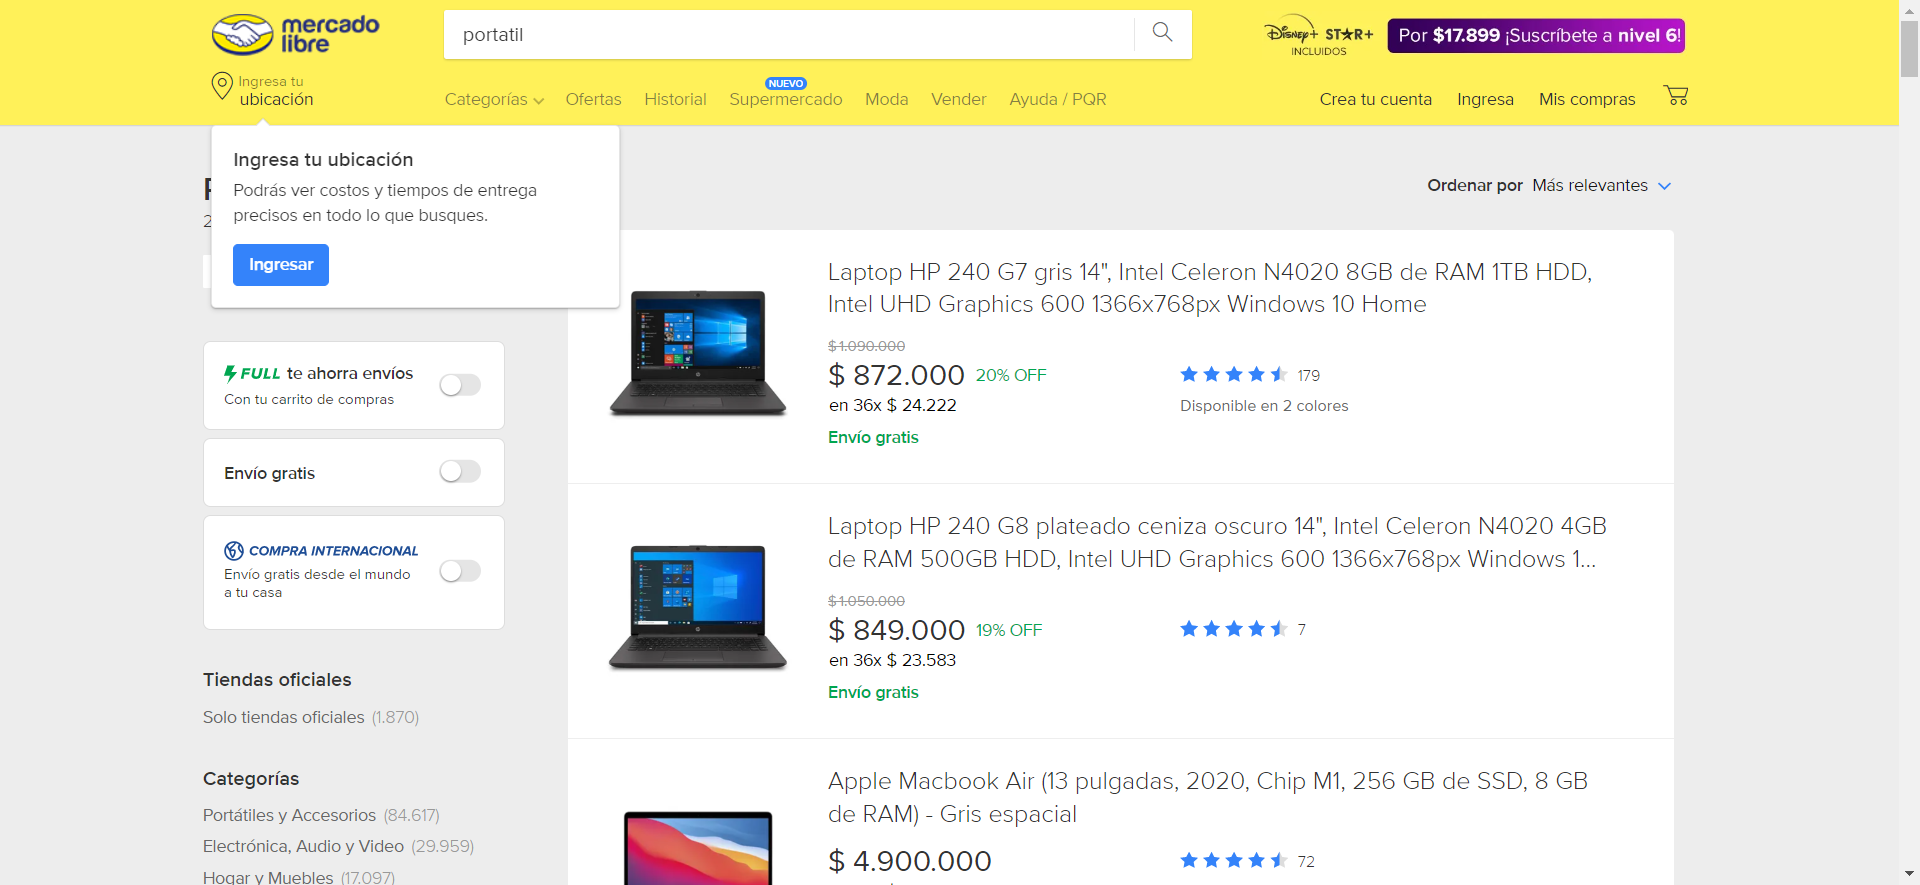 mercado
libre
portatil
Disney+ STAR+
INCLUIDOS
Por $17.899 ¡Suscríbete a nivel 6!
Ingresa tu
ubicación
Categorías
Ofertas
Historial
NUEVO
Supermercado
Moda
Vender
Ayuda / PQR
Crea tu cuenta
Ingresa
Mis compras
Ingresa tu ubicación
Podrás ver costos y tiempos de entrega
precisos en todo lo que busques.
Ingresar
Ordenar por Más relevantes
FULL te ahorra envíos
Con tu carrito de compras
Envío gratis
COMPRA INTERNACIONAL
Envío gratis desde el mundo
a tu casa
Tiendas oficiales
Solo tiendas oficiales (1.870)
Categorías
Portátiles y Accesorios (84.617)
Electrónica, Audio y Video (29.959)
Hogar y Muebles (17.097)
Laptop HP 240 G7 gris 14", Intel Celeron N4020 8GB de RAM 1TB HDD,
Intel UHD Graphics 600 1366x768px Windows 10 Home
$ 1.090.000
$ 872.000 20% OFF
en 36x $ 24.222
Envío gratis
179
Disponible en 2 colores
Laptop HP 240 G8 plateado ceniza oscuro 14", Intel Celeron N4020 4GB
de RAM 500GB HDD, Intel UHD Graphics 600 1366x768px Windows 1...
$ 1.050.000
$ 849.000 19% OFF
en 36x $ 23.583
Envío gratis
7
Apple Macbook Air (13 pulgadas, 2020, Chip M1, 256 GB de SSD, 8 GB
de RAM) - Gris espacial
$ 4.900.000
72